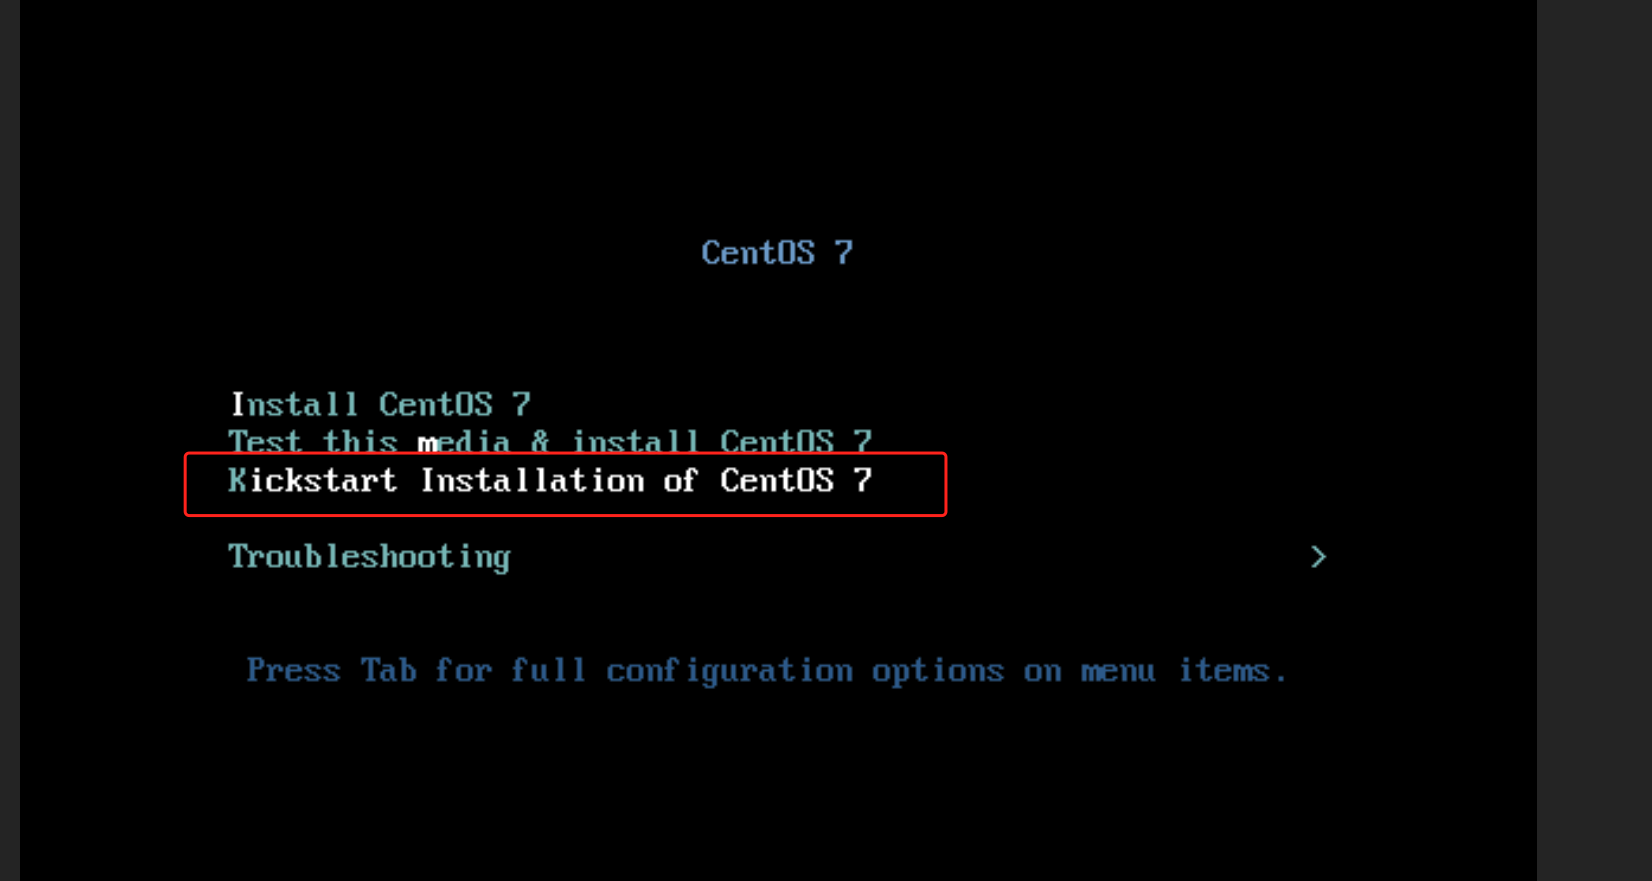 CentOS 7
Install CentOS 7
Test this media & install CentOS 7
Kickstart Installation of CentOS 7
Troubleshooting >
Press Tab for full configuration options on menu items.